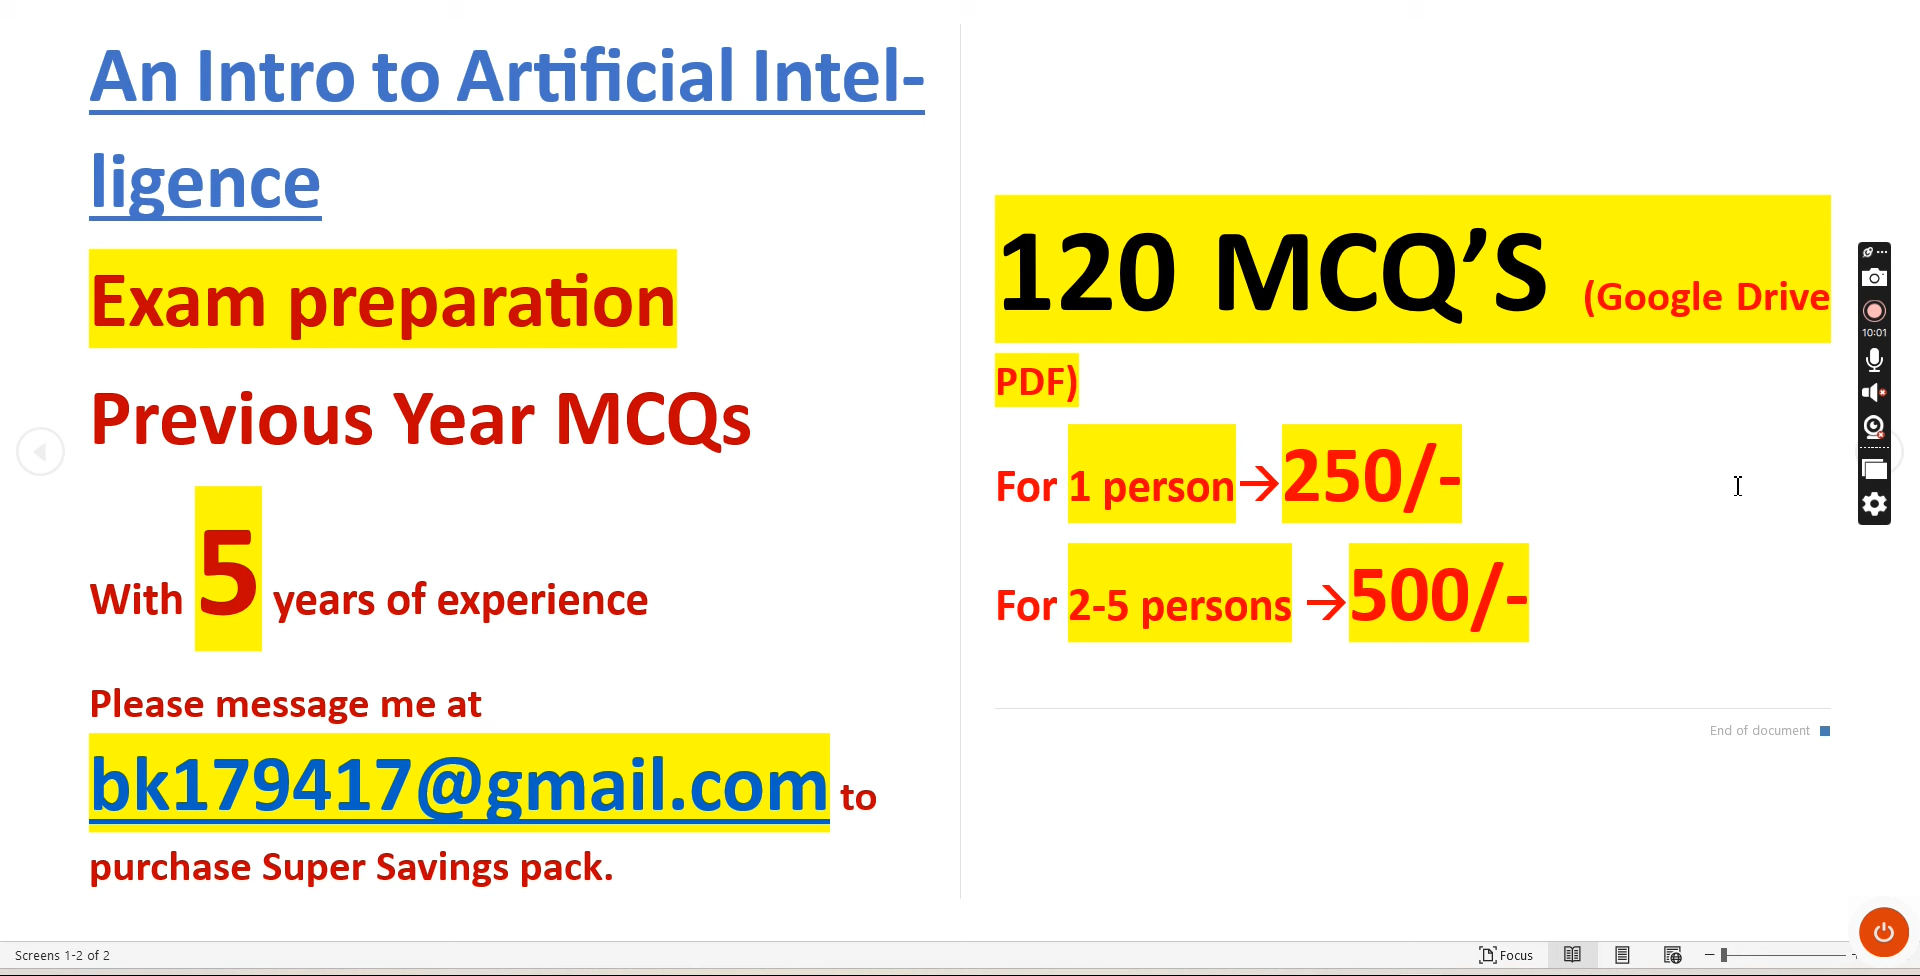 An Intro to Artificial Intel-
ligence
Exam preparation
Previous Year MCQs
With 5 years of experience
Please message me at
bk179417@gmail.com to
purchase Super Savings pack.
120 MCQ’S (Google Drive
PDF)
For 1 person→250/-
For 2-5 persons →500/-
End of document
10:01
Screens 1-2 of 2
Focus